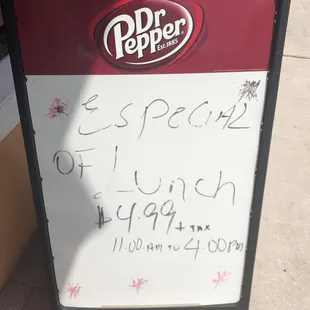 Dr
Pepper
EST. 1885
ESPECIAL
OF
Lunch
$4.99 + TAX
11:00 AM TO 4:00 PM